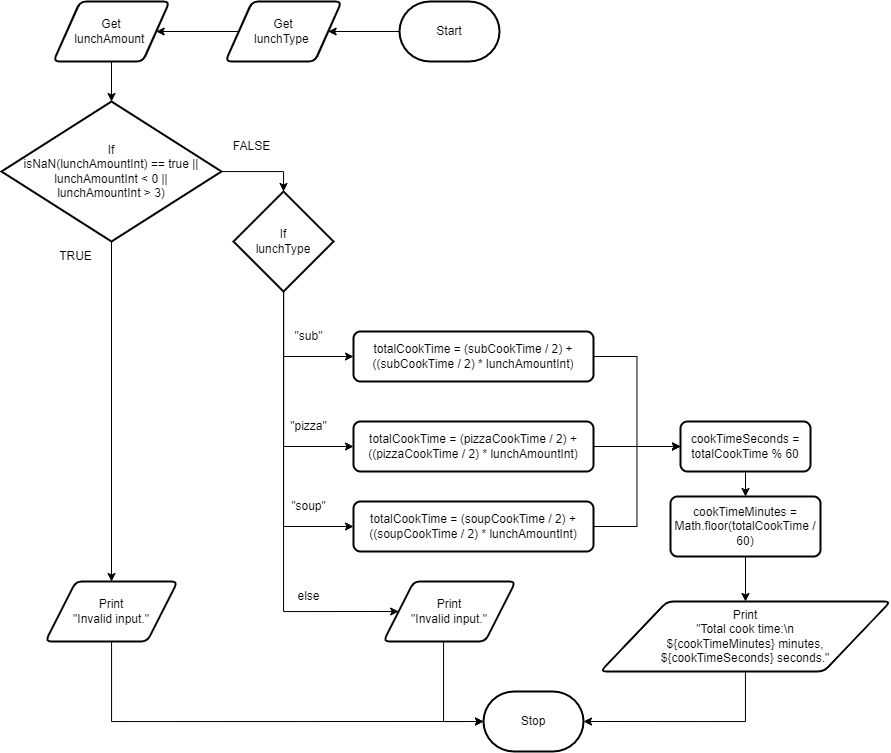 Get
lunchAmount
Get
lunchType
Start
If
isNaN(lunchAmountInt) == true ||
lunchAmountInt < 0 ||
lunchAmountInt > 3)
FALSE
TRUE
If
lunchType
"sub"
totalCookTime = (subCookTime / 2) +
((subCookTime / 2) * lunchAmountInt)
"pizza"
totalCookTime = (pizzaCookTime / 2) +
((pizzaCookTime / 2) * lunchAmountInt)
cookTimeSeconds =
totalCookTime % 60
"soup"
totalCookTime = (soupCookTime / 2) +
((soupCookTime / 2) * lunchAmountInt)
cookTimeMinutes =
Math.floor(totalCookTime /
60)
else
Print
"Invalid input."
Print
"Invalid input."
Print
"Total cook time:\n
${cookTimeMinutes} minutes,
${cookTimeSeconds} seconds."
Stop